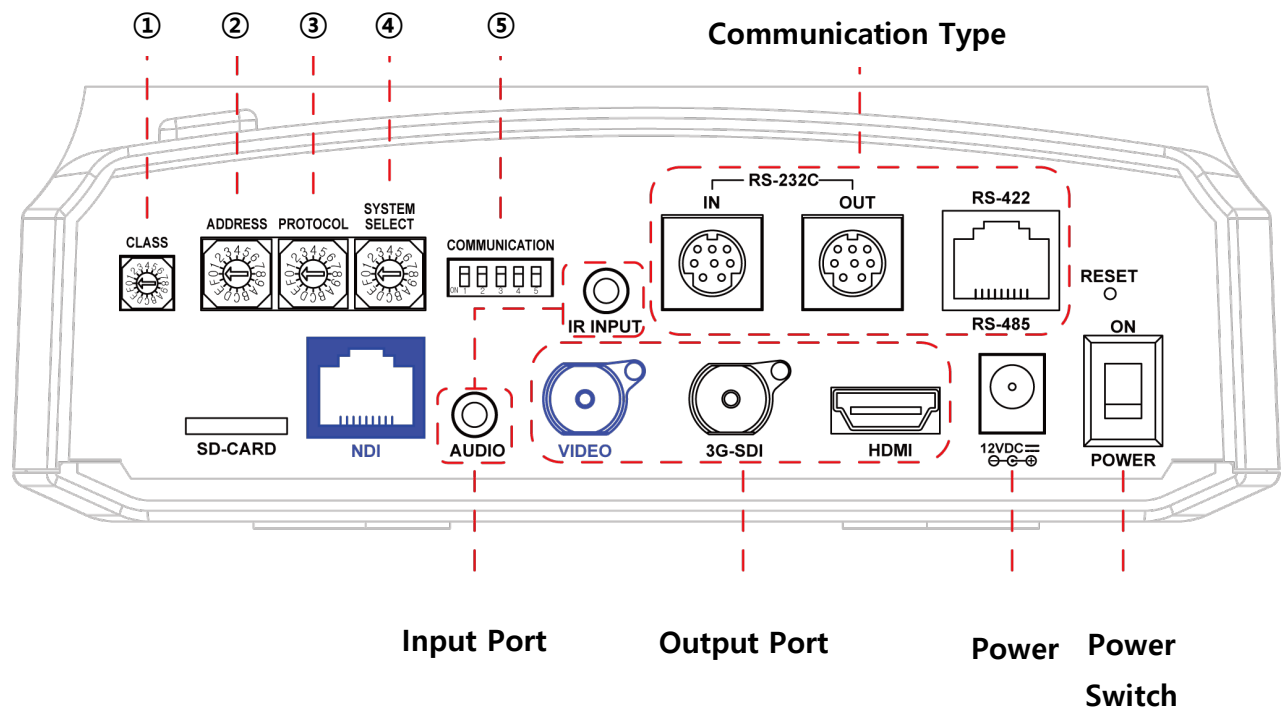 ① ② ③ ④ ⑤
Communication Type
RS-232C
IN OUT RS-422
SYSTEM
ADDRESS PROTOCOL SELECT
CLASS COMMUNICATION
ON 1 2 3 4 5
RESET
IR INPUT RS-485 ON
SD-CARD NDI AUDIO VIDEO 3G-SDI HDMI 12VDC POWER
Input Port Output Port Power Power
Switch